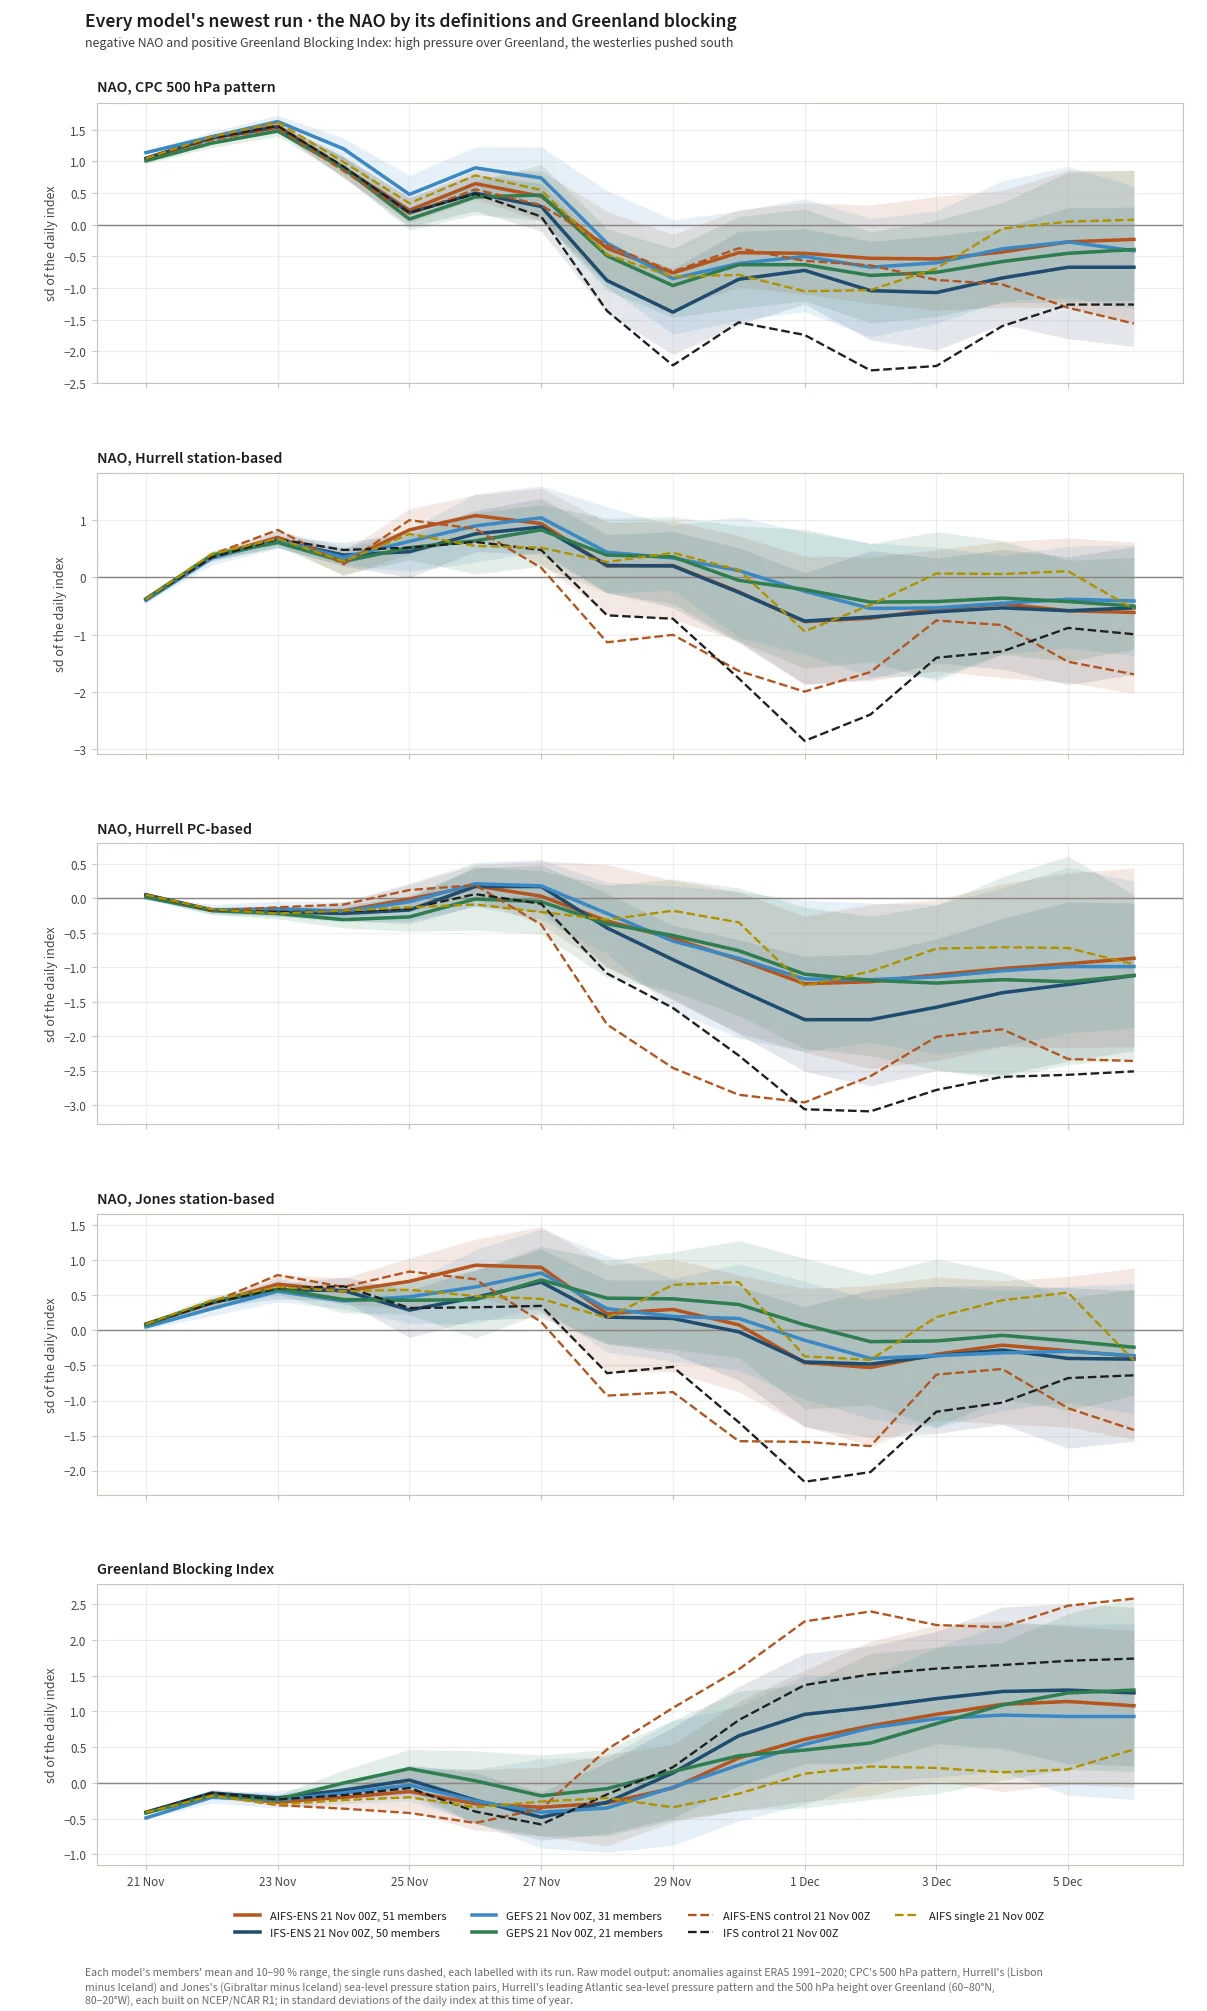 Every model's newest run · the NAO by its definitions and Greenland blocking
negative NAO and positive Greenland Blocking Index: high pressure over Greenland, the westerlies pushed south
NAO, CPC 500 hPa pattern
sd of the daily index
1.5
1.0
0.5
0.0
−0.5
−1.0
−1.5
−2.0
−2.5
NAO, Hurrell station-based
sd of the daily index
1
0
−1
−2
−3
NAO, Hurrell PC-based
sd of the daily index
0.5
0.0
−0.5
−1.0
−1.5
−2.0
−2.5
−3.0
NAO, Jones station-based
sd of the daily index
1.5
1.0
0.5
0.0
−0.5
−1.0
−1.5
−2.0
Greenland Blocking Index
sd of the daily index
2.5
2.0
1.5
1.0
0.5
0.0
−0.5
−1.0
21 Nov 23 Nov 25 Nov 27 Nov 29 Nov 1 Dec 3 Dec 5 Dec
AIFS-ENS 21 Nov 00Z, 51 members GEFS 21 Nov 00Z, 31 members AIFS-ENS control 21 Nov 00Z AIFS single 21 Nov 00Z
IFS-ENS 21 Nov 00Z, 50 members GEPS 21 Nov 00Z, 21 members IFS control 21 Nov 00Z
Each model's members' mean and 10–90 % range, the single runs dashed, each labelled with its run. Raw model output: anomalies against ERA5 1991–2020; CPC's 500 hPa pattern, Hurrell's (Lisbon
minus Iceland) and Jones's (Gibraltar minus Iceland) sea-level pressure station pairs, Hurrell's leading Atlantic sea-level pressure pattern and the 500 hPa height over Greenland (60–80°N,
80–20°W), each built on NCEP/NCAR R1; in standard deviations of the daily index at this time of year.